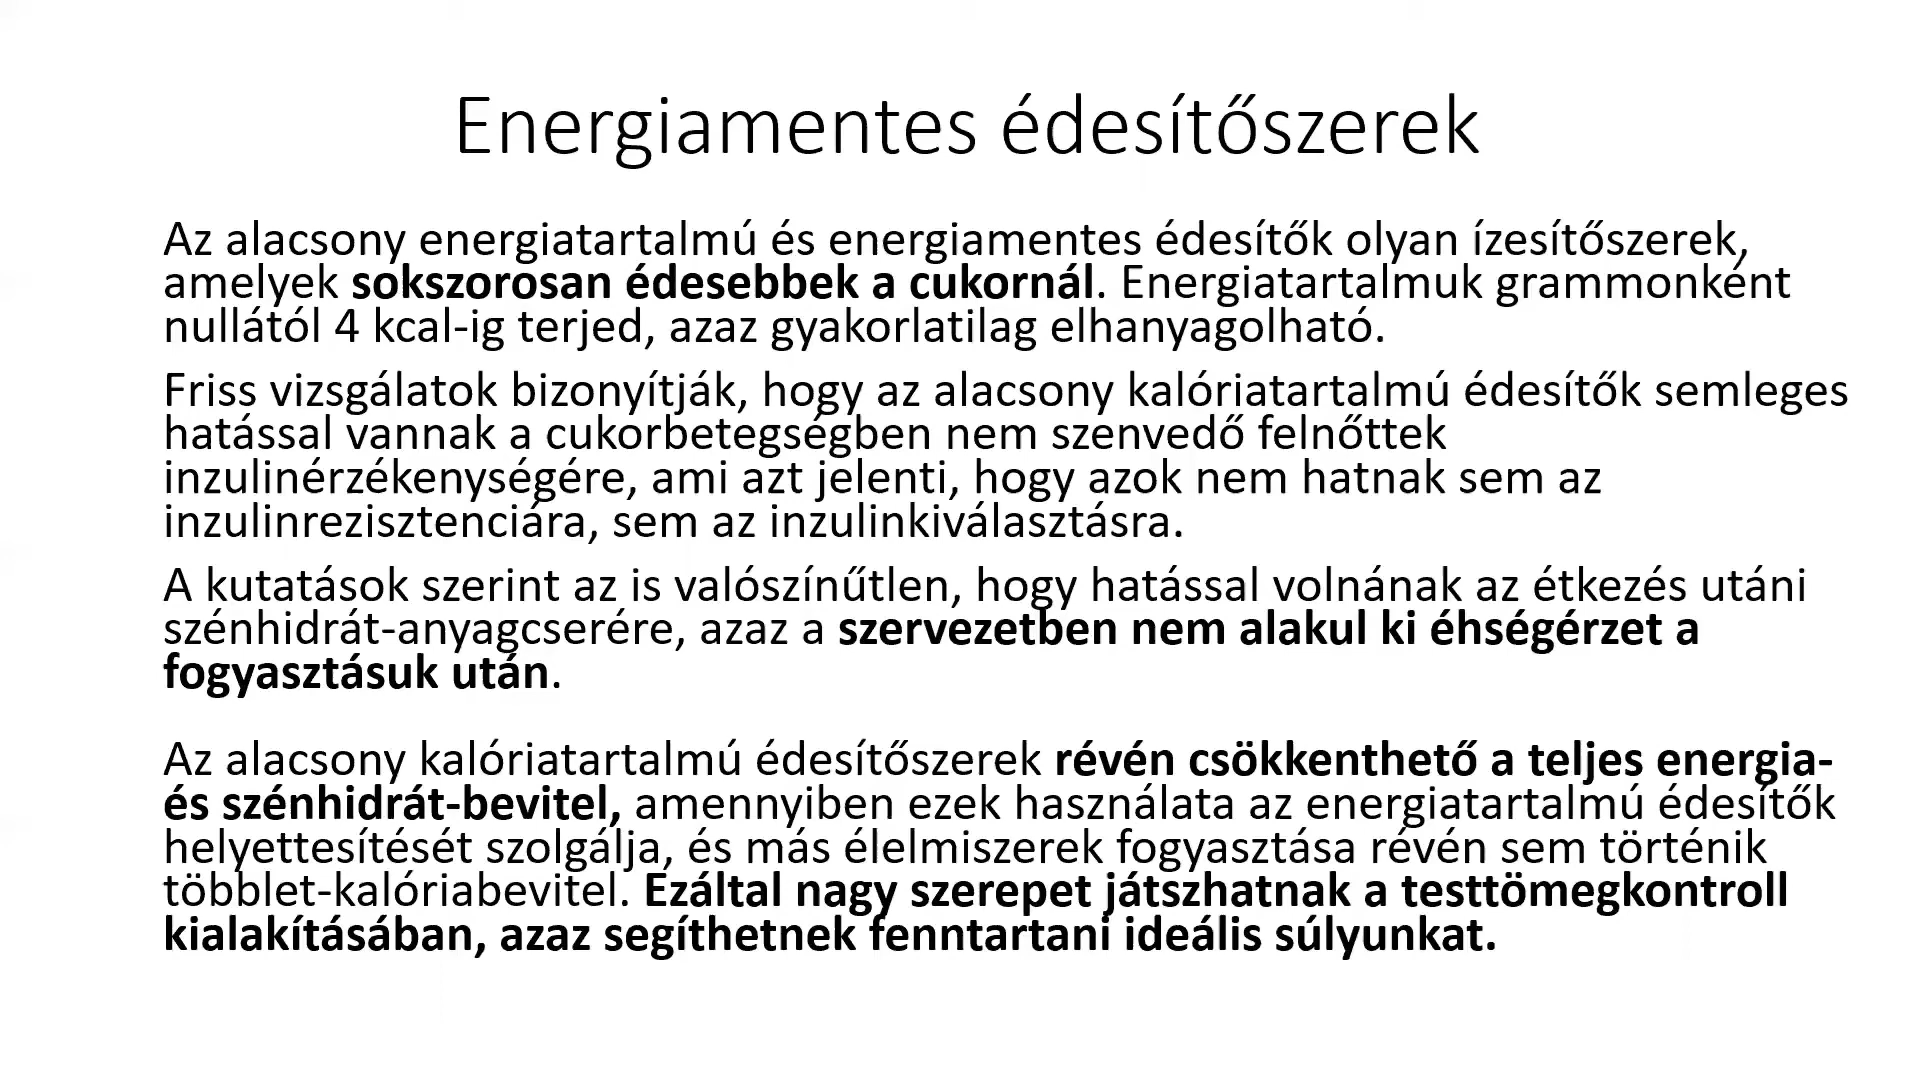 Energiamentes édesítőszerek
Az alacsony energiatartalmú és energiamentes édesítők olyan ízesítőszerek,
amelyek sokszorosan édesebbek a cukornál. Energiatartalmuk grammonként
nullától 4 kcal-ig terjed, azaz gyakorlatilag elhanyagolható.
Friss vizsgálatok bizonyítják, hogy az alacsony kalóriatartalmú édesítők semleges
hatással vannak a cukorbetegségben nem szenvedő felnőttek
inzulinérzékenységére, ami azt jelenti, hogy azok nem hatnak sem az
inzulinrezisztenciára, sem az inzulinkiválasztásra.
A kutatások szerint az is valószínűtlen, hogy hatással volnának az étkezés utáni
szénhidrát-anyagcserére, azaz a szervezetben nem alakul ki éhségérzet a
fogyasztásuk után.
Az alacsony kalóriatartalmú édesítőszerek révén csökkenthető a teljes energia-
és szénhidrát-bevitel, amennyiben ezek használata az energiatartalmú édesítők
helyettesítését szolgálja, és más élelmiszerek fogyasztása révén sem történik
többlet-kalóriabevitel. Ezáltal nagy szerepet játszhatnak a testtömegkontroll
kialakításában, azaz segíthetnek fenntartani ideális súlyunkat.